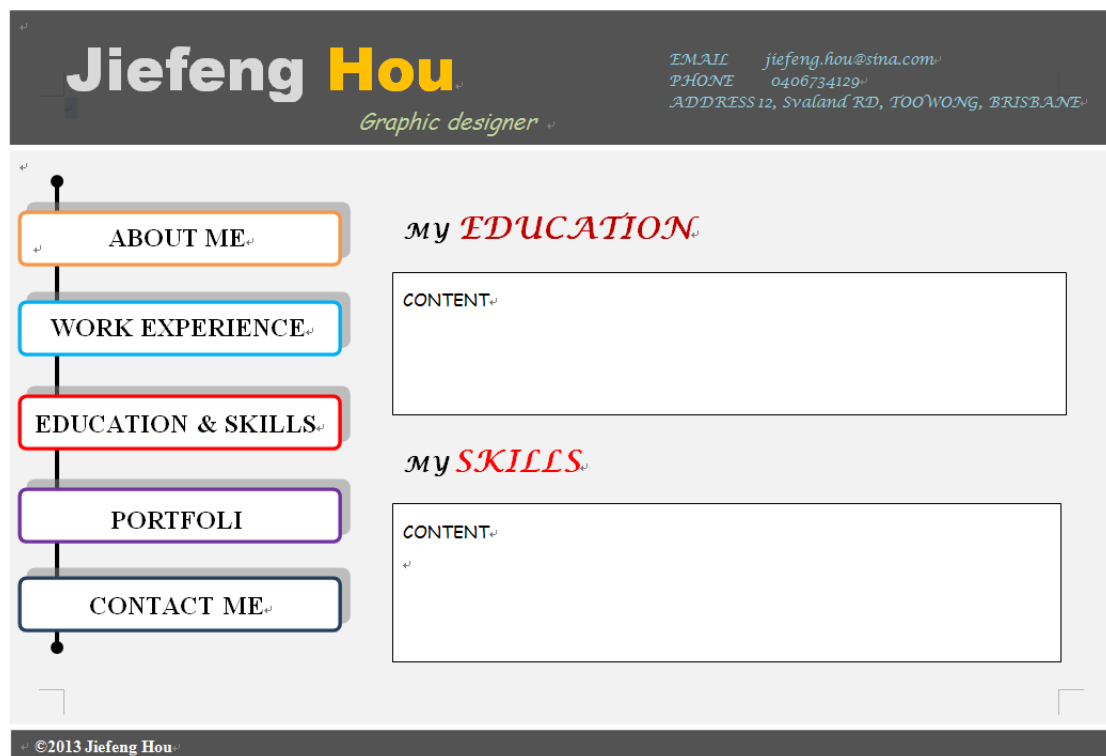 Jiefeng Hou
Graphic designer
EMAIL jiefeng.hou@sina.com
PHONE 0406734129
ADDRESS 12, Svaland RD, TOOWONG, BRISBANE
ABOUT ME
WORK EXPERIENCE
EDUCATION & SKILLS
PORTFOLI
CONTACT ME
MY EDUCATION
CONTENT
MY SKILLS
CONTENT
©2013 Jiefeng Hou